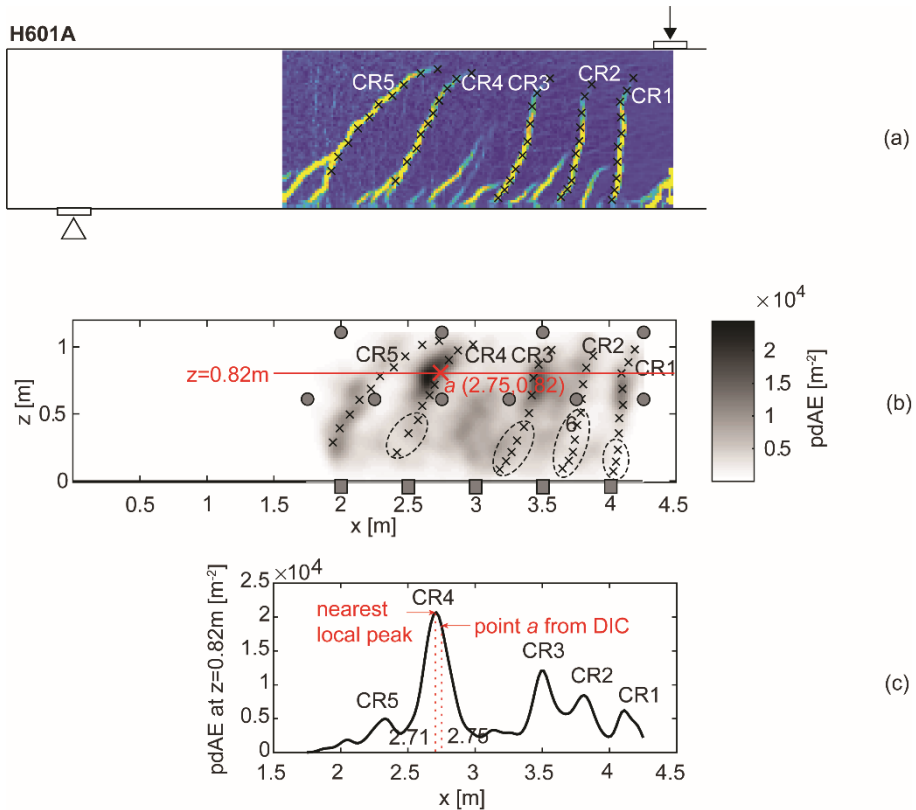 H601A
CR5 CR4 CR3 CR2 CR1
(a)
× 10⁴
1 0.5 0
z [m]
z=0.82m
CR5 CR4 CR3 CR2 CR1
a (2.75,0.82)
6
2 1.5 1 0.5
pdAE [m⁻²]
(b)
0 0.5 1 1.5 2 2.5 3 3.5 4 4.5
x [m]
2.5 ×10⁴
2 1.5 1 0.5 0
pdAE at z=0.82m [m⁻²]
CR4
nearest
local peak
point a from DIC
CR5 CR3 CR2 CR1
2.71 2.75
(c)
1.5 2 2.5 3 3.5 4 4.5
x [m]